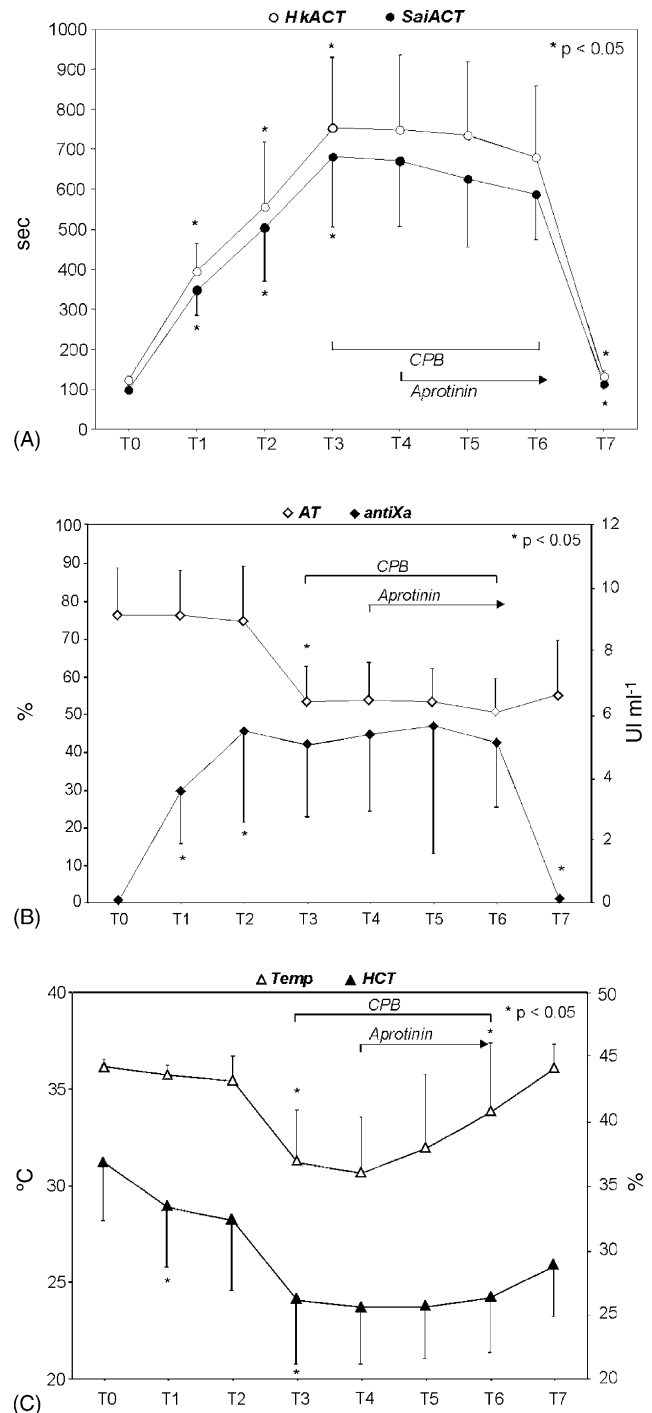 HkACT SaiACT
* p < 0.05
1000
900
800
700
600
500
400
300
200
100
0
sec
* * *
* * *
* *
CPB
Aprotinin
T0 T1 T2 T3 T4 T5 T6 T7
(A)
AT antiXa
* p < 0.05
100
90
80
70
60
50
40
30
20
10
0
%
12
10
8
6
4
2
0
UI ml-1
CPB
Aprotinin
*
* * *
T0 T1 T2 T3 T4 T5 T6 T7
(B)
Temp HCT
* p < 0.05
40
35
30
25
20
ºC
50
45
40
35
30
25
20
%
CPB
Aprotinin
* *
* *
T0 T1 T2 T3 T4 T5 T6 T7
(C)